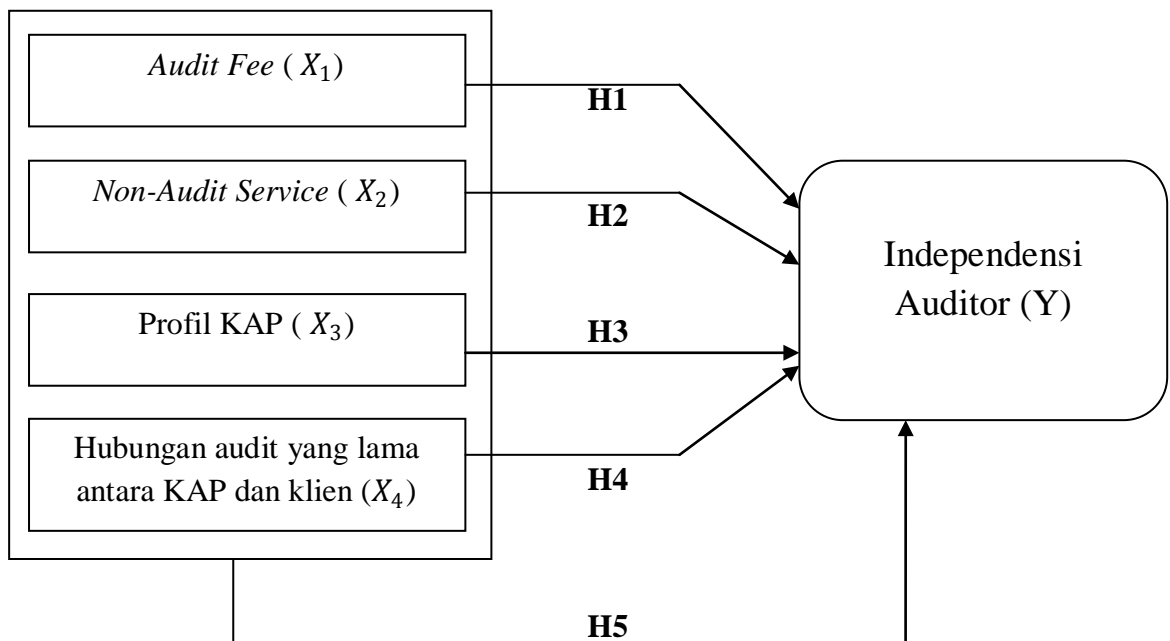 Audit Fee ( X₁)
H1
Non-Audit Service ( X₂)
H2
Profil KAP ( X₃)
H3
Hubungan audit yang lama
antara KAP dan klien (X₄)
H4
Independensi
Auditor (Y)
H5